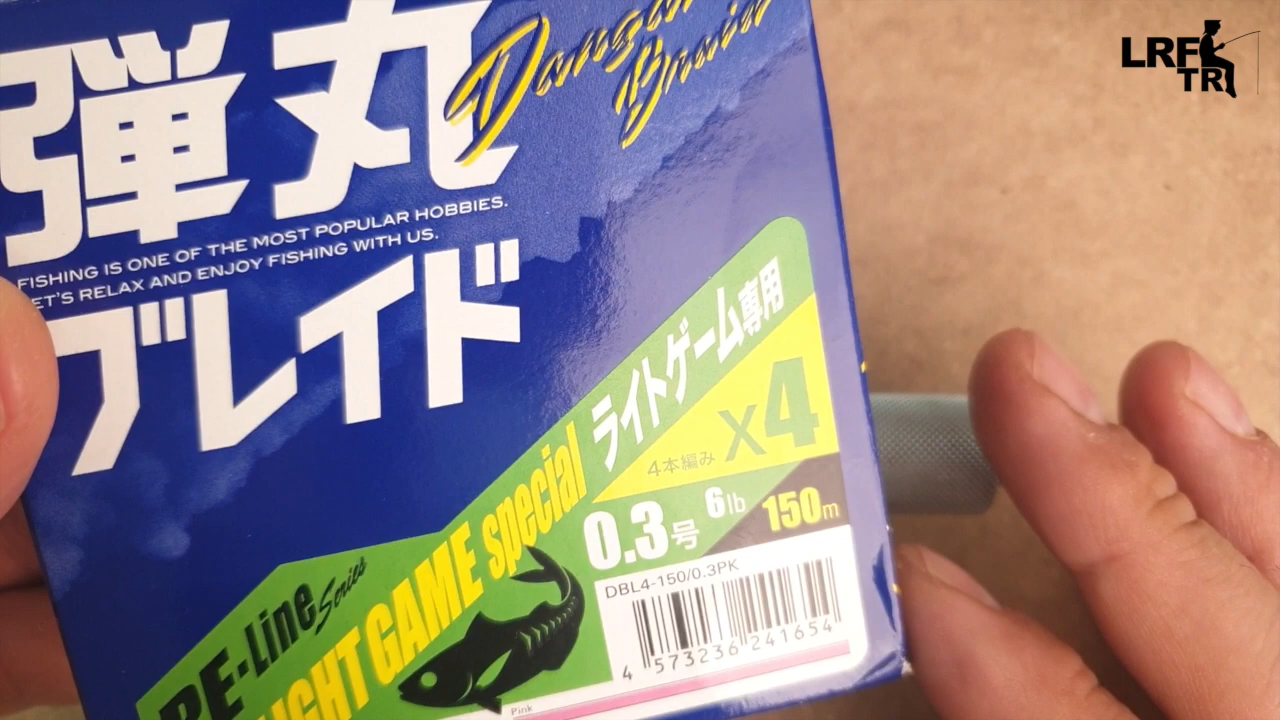 LRF
TR
弾丸
Dangan
Braid
FISHING IS ONE OF THE MOST POPULAR HOBBIES.
LET'S RELAX AND ENJOY FISHING WITH US.
ブレイド
ライトゲーム専用
4本編み X4
PE-Line Series
LIGHT GAME special
0.3号 6lb 150m
DBL4-150/0.3PK
4 573236 241654
Pink